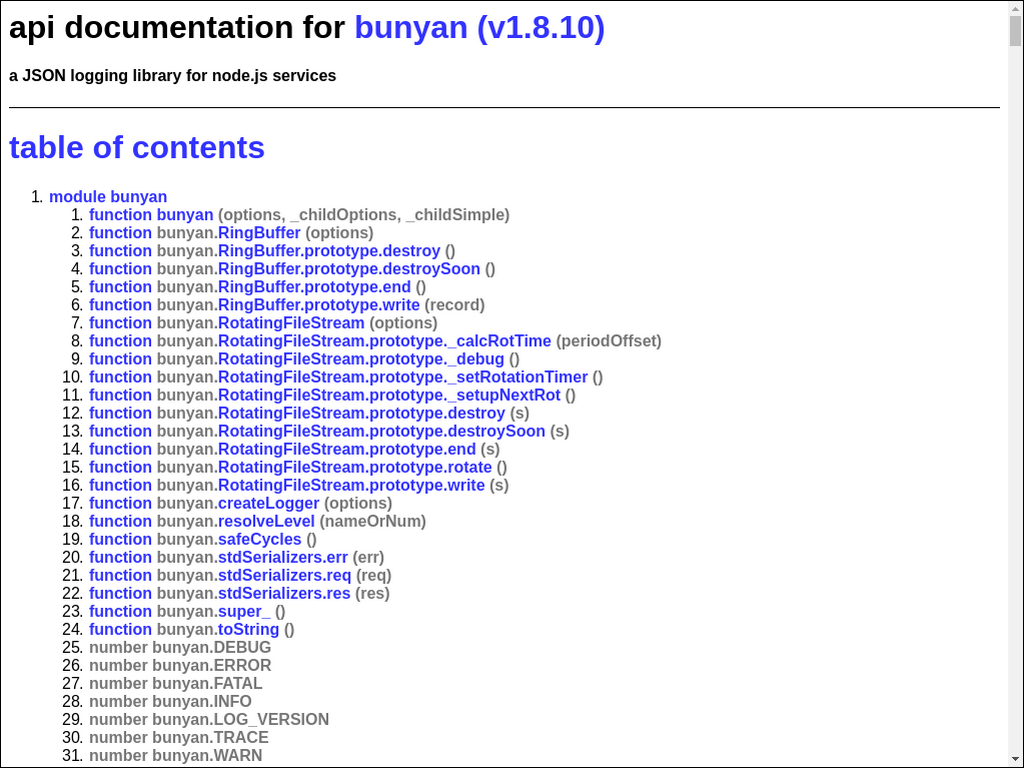 api documentation for bunyan (v1.8.10)
a JSON logging library for node.js services
table of contents
1. module bunyan
1. function bunyan (options, _childOptions, _childSimple)
2. function bunyan.RingBuffer (options)
3. function bunyan.RingBuffer.prototype.destroy ()
4. function bunyan.RingBuffer.prototype.destroySoon ()
5. function bunyan.RingBuffer.prototype.end ()
6. function bunyan.RingBuffer.prototype.write (record)
7. function bunyan.RotatingFileStream (options)
8. function bunyan.RotatingFileStream.prototype._calcRotTime (periodOffset)
9. function bunyan.RotatingFileStream.prototype._debug ()
10. function bunyan.RotatingFileStream.prototype._setRotationTimer ()
11. function bunyan.RotatingFileStream.prototype._setupNextRot ()
12. function bunyan.RotatingFileStream.prototype.destroy (s)
13. function bunyan.RotatingFileStream.prototype.destroySoon (s)
14. function bunyan.RotatingFileStream.prototype.end (s)
15. function bunyan.RotatingFileStream.prototype.rotate ()
16. function bunyan.RotatingFileStream.prototype.write (s)
17. function bunyan.createLogger (options)
18. function bunyan.resolveLevel (nameOrNum)
19. function bunyan.safeCycles ()
20. function bunyan.stdSerializers.err (err)
21. function bunyan.stdSerializers.req (req)
22. function bunyan.stdSerializers.res (res)
23. function bunyan.super_ ()
24. function bunyan.toString ()
25. number bunyan.DEBUG
26. number bunyan.ERROR
27. number bunyan.FATAL
28. number bunyan.INFO
29. number bunyan.LOG_VERSION
30. number bunyan.TRACE
31. number bunyan.WARN